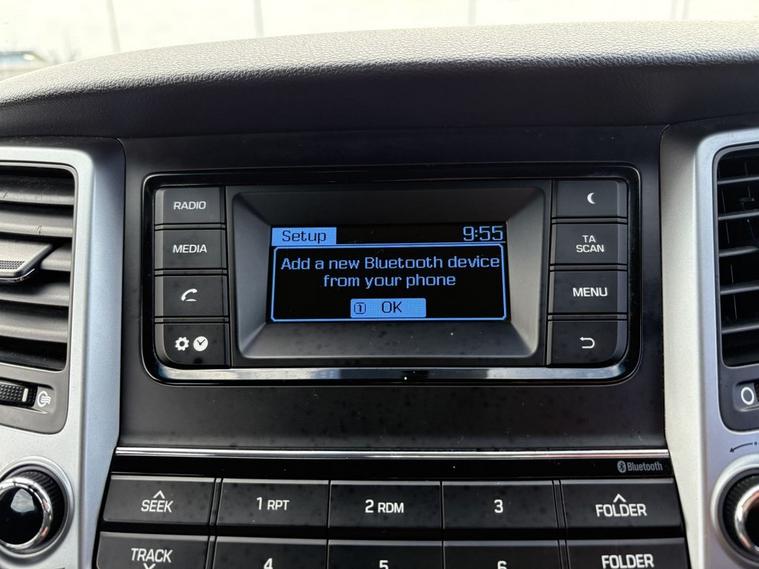 RADIO
MEDIA
Setup 9:55
Add a new Bluetooth device
from your phone
1 OK
TA
SCAN
MENU
Bluetooth
SEEK
1 RPT
2 RDM
3
FOLDER
TRACK
4
5
6
FOLDER